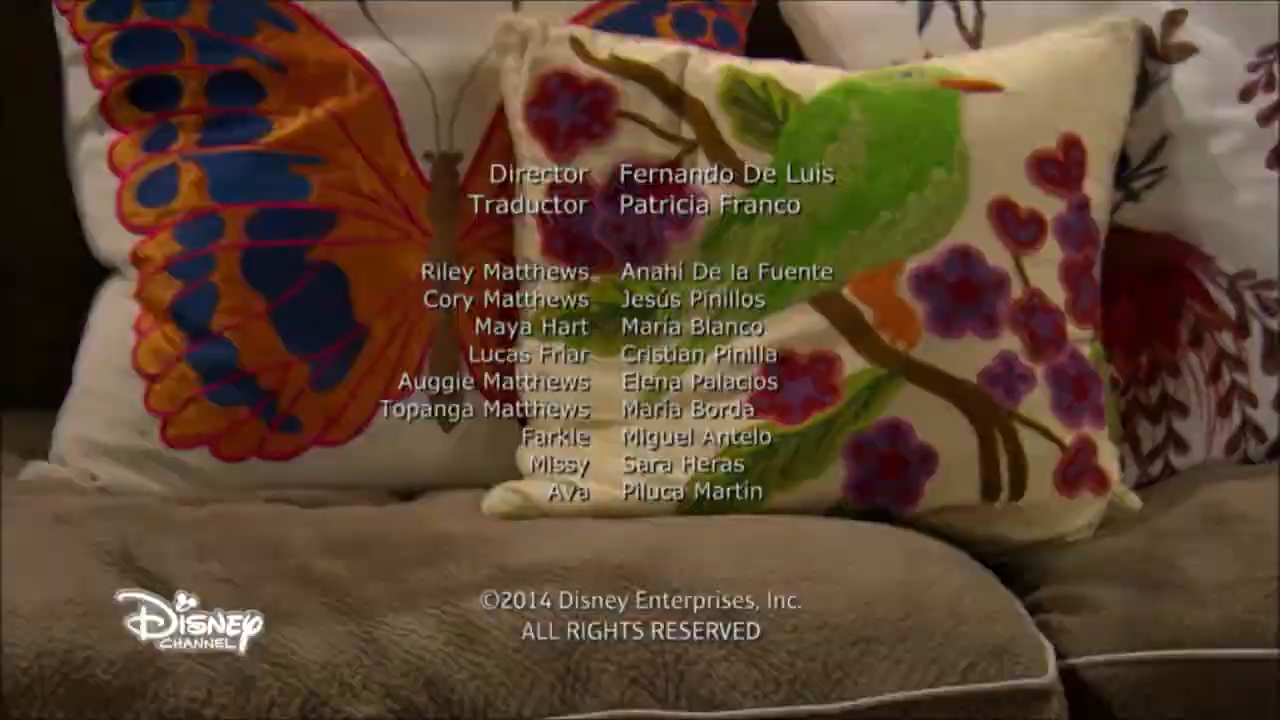 Director Fernando De Luis
Traductor Patricia Franco
Riley Matthews Anahí De la Fuente
Cory Matthews Jesús Pinillos
Maya Hart María Blanco
Lucas Friar Cristian Pinilla
Auggie Matthews Elena Palacios
Topanga Matthews María Borda
Farkle Miguel Antelo
Missy Sara Heras
Ava Piluca Martín
DISNEY
CHANNEL
©2014 Disney Enterprises, Inc.
ALL RIGHTS RESERVED